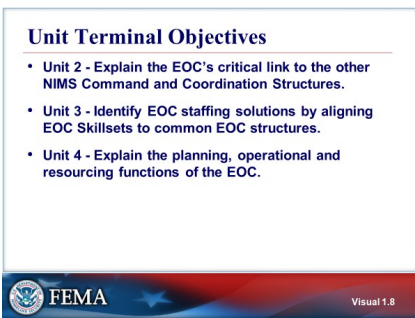 Unit Terminal Objectives
• Unit 2 - Explain the EOC's critical link to the other
NIMS Command and Coordination Structures.
• Unit 3 - Identify EOC staffing solutions by aligning
EOC Skillsets to common EOC structures.
• Unit 4 - Explain the planning, operational and
resourcing functions of the EOC.
FEMA
Visual 1.8